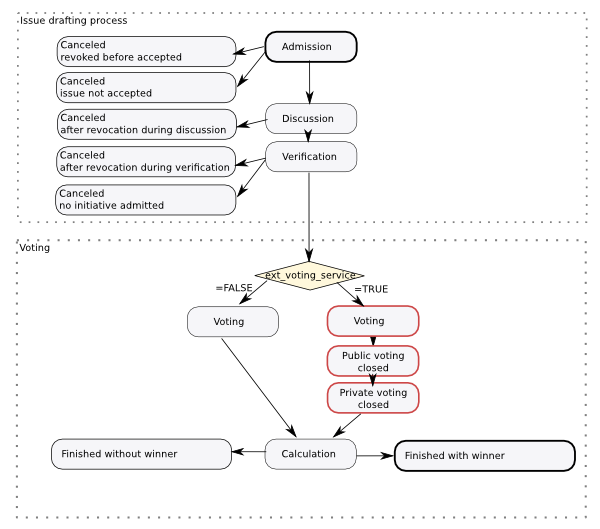 Issue drafting process
Canceled
revoked before accepted
Admission
Canceled
issue not accepted
Canceled
after revocation during discussion
Discussion
Canceled
after revocation during verification
Verification
Canceled
no initiative admitted
Voting
ext_voting_service
=FALSE
=TRUE
Voting
Voting
Public voting
closed
Private voting
closed
Finished without winner
Calculation
Finished with winner